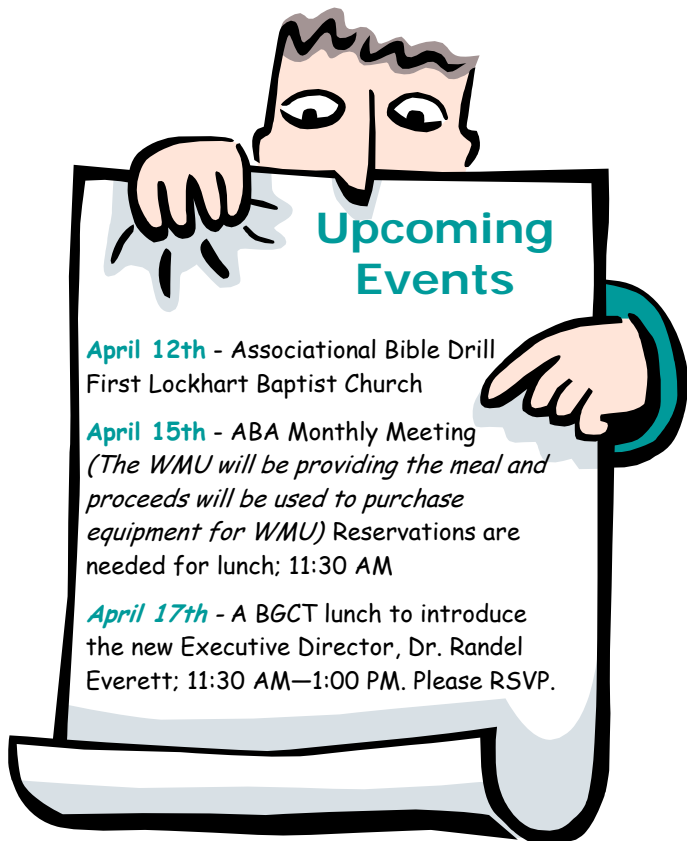 Upcoming
Events
April 12th - Associational Bible Drill
First Lockhart Baptist Church
April 15th - ABA Monthly Meeting
(The WMU will be providing the meal and
proceeds will be used to purchase
equipment for WMU) Reservations are
needed for lunch; 11:30 AM
April 17th - A BGCT lunch to introduce
the new Executive Director, Dr. Randel
Everett; 11:30 AM—1:00 PM. Please RSVP.